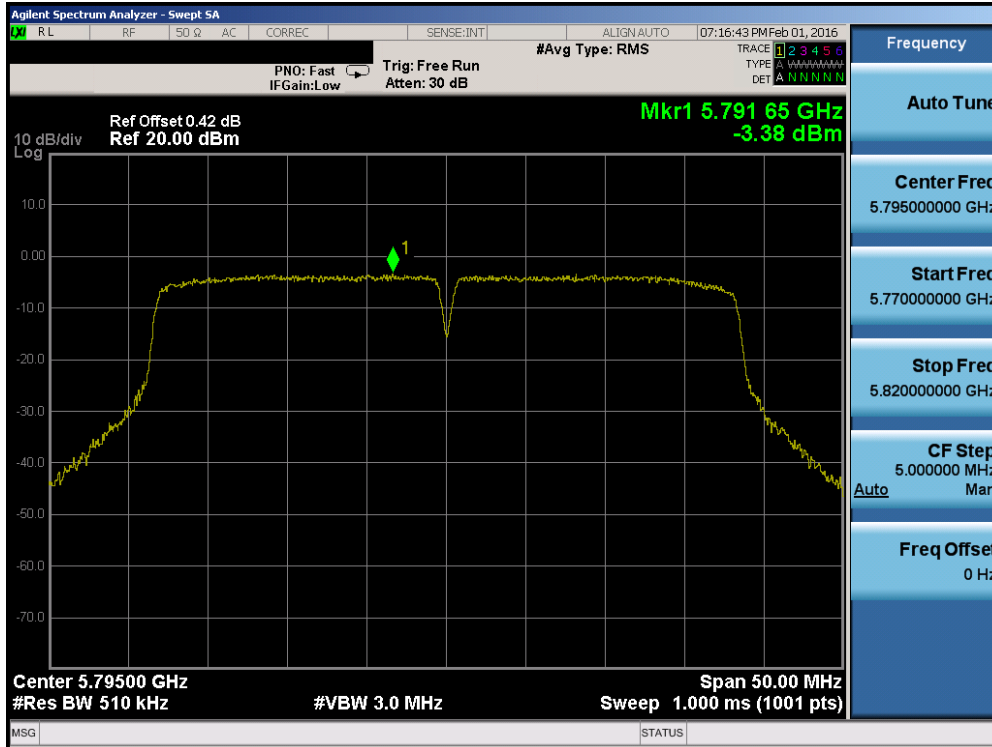 Agilent Spectrum Analyzer - Swept SA
LXI RL RF 50 Ω AC CORREC SENSE:INT ALIGN AUTO 07:16:43 PM Feb 01, 2016
#Avg Type: RMS
TRACE 1 2 3 4 5 6
PNO: Fast Trig: Free Run
TYPE A WWWWW
IFGain:Low Atten: 30 dB
DET A N N N N N
Mkr1 5.791 65 GHz
-3.38 dBm
Ref Offset 0.42 dB
10 dB/div Ref 20.00 dBm
Log
10.0
0.00
-10.0
-20.0
-30.0
-40.0
-50.0
-60.0
-70.0
1
Center 5.79500 GHz Span 50.00 MHz
#Res BW 510 kHz #VBW 3.0 MHz Sweep 1.000 ms (1001 pts)
MSG STATUS
Frequency
Auto Tune
Center Freq
5.795000000 GHz
Start Freq
5.770000000 GHz
Stop Freq
5.820000000 GHz
CF Step
5.000000 MHz
Auto Man
Freq Offset
0 Hz